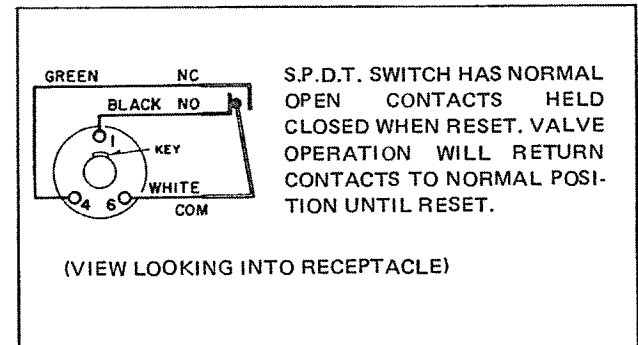 GREEN NC
BLACK NO
1
KEY
WHITE
4 6
COM
S.P.D.T. SWITCH HAS NORMAL
OPEN CONTACTS HELD
CLOSED WHEN RESET. VALVE
OPERATION WILL RETURN
CONTACTS TO NORMAL POSI-
TION UNTIL RESET.
(VIEW LOOKING INTO RECEPTACLE)